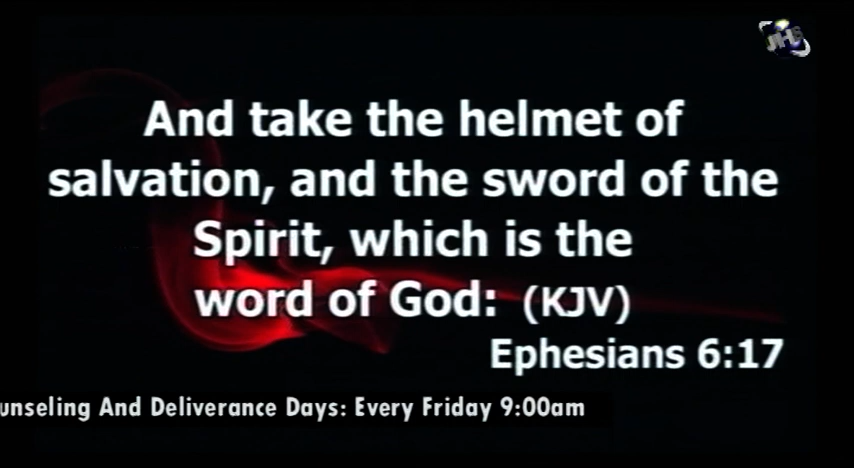 And take the helmet of
salvation, and the sword of the
Spirit, which is the
word of God: (KJV)
Ephesians 6:17
unseling And Deliverance Days: Every Friday 9:00am